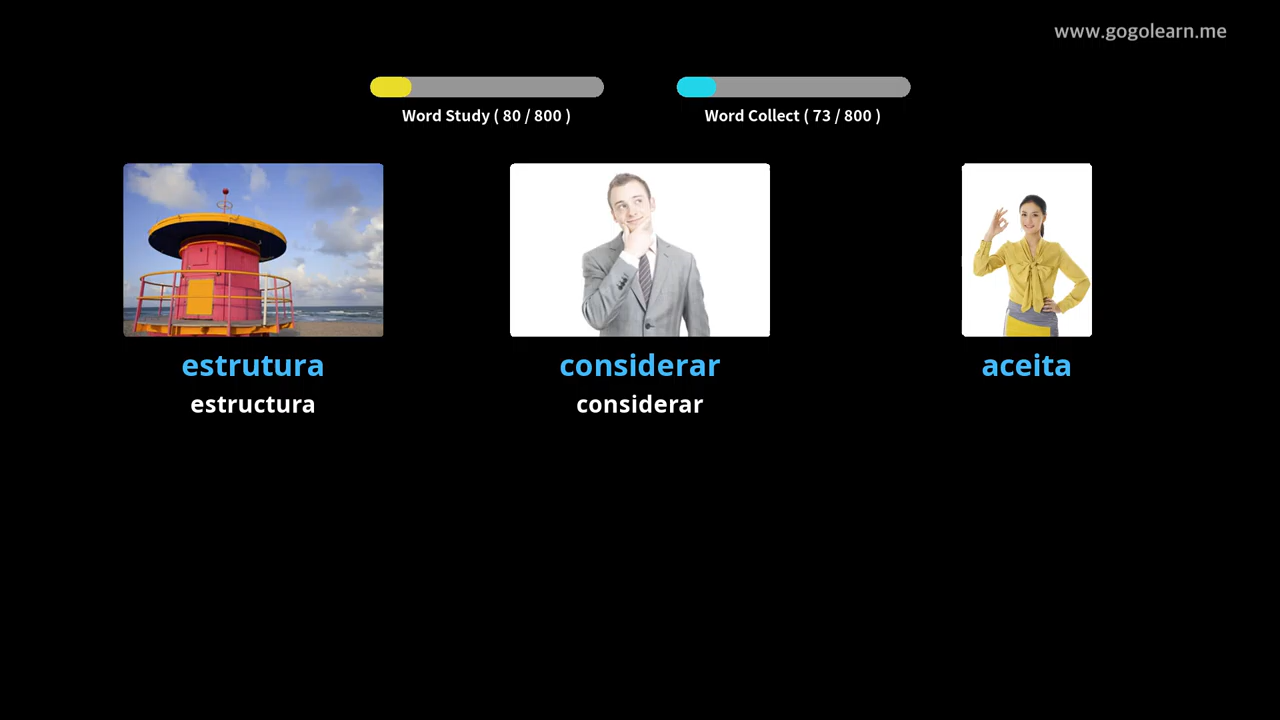 www.gogolearn.me
Word Study ( 80 / 800 )
Word Collect ( 73 / 800 )
estrutura
considerar
aceita
estructura
considerar